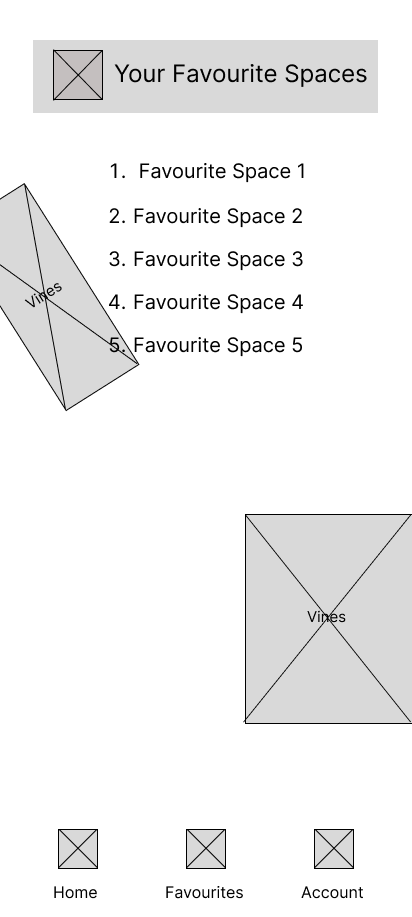 Your Favourite Spaces
1. Favourite Space 1
2. Favourite Space 2
3. Favourite Space 3
4. Favourite Space 4
5. Favourite Space 5
Vines
Vines
Home
Favourites
Account